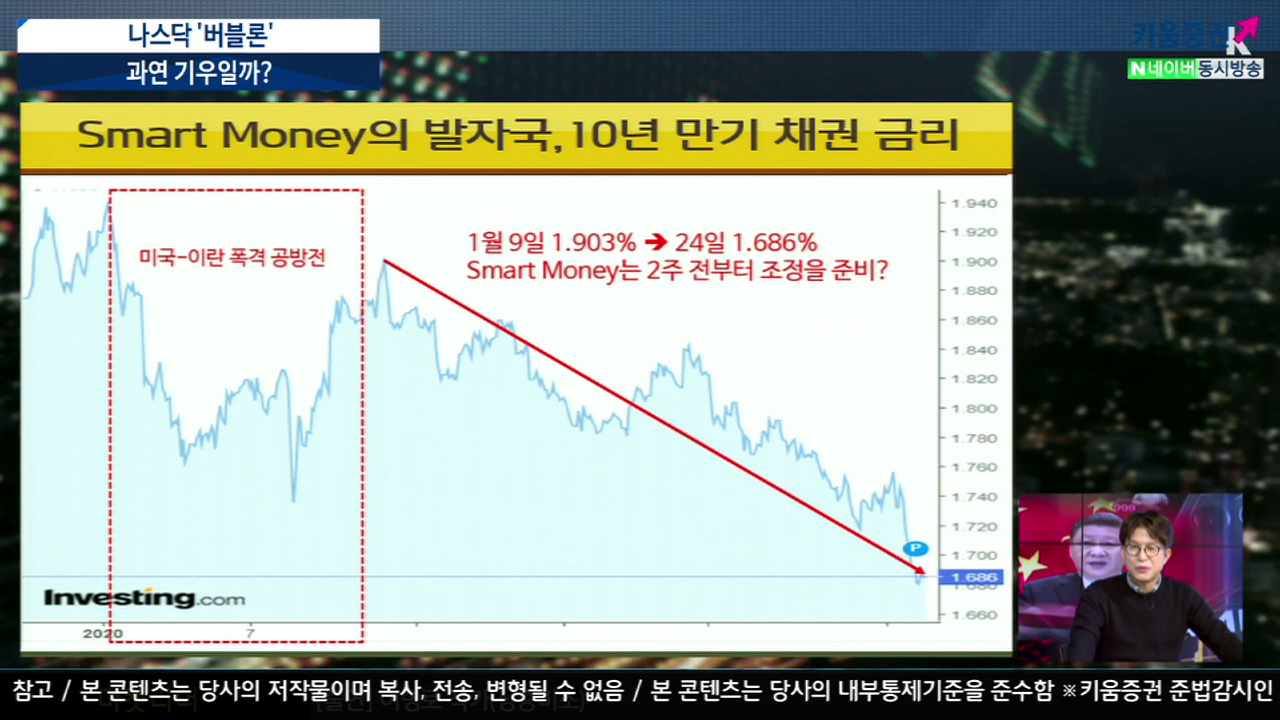 나스닥 '버블론'
과연 기우일까?
키움증권
N 네이버 동시방송
Smart Money의 발자국, 10년 만기 채권 금리
미국-이란 폭격 공방전
1월 9일 1.903% ➔ 24일 1.686%
Smart Money는 2주 전부터 조정을 준비?
1.940
1.920
1.900
1.880
1.860
1.840
1.820
1.800
1.780
1.760
1.740
1.720
1.700
1.686
1.680
1.660
P
Investing.com
2020
7
참고 / 본 콘텐츠는 당사의 저작물이며 복사, 전송, 변형될 수 없음 / 본 콘텐츠는 당사의 내부통제기준을 준수함 ※키움증권 준법감시인